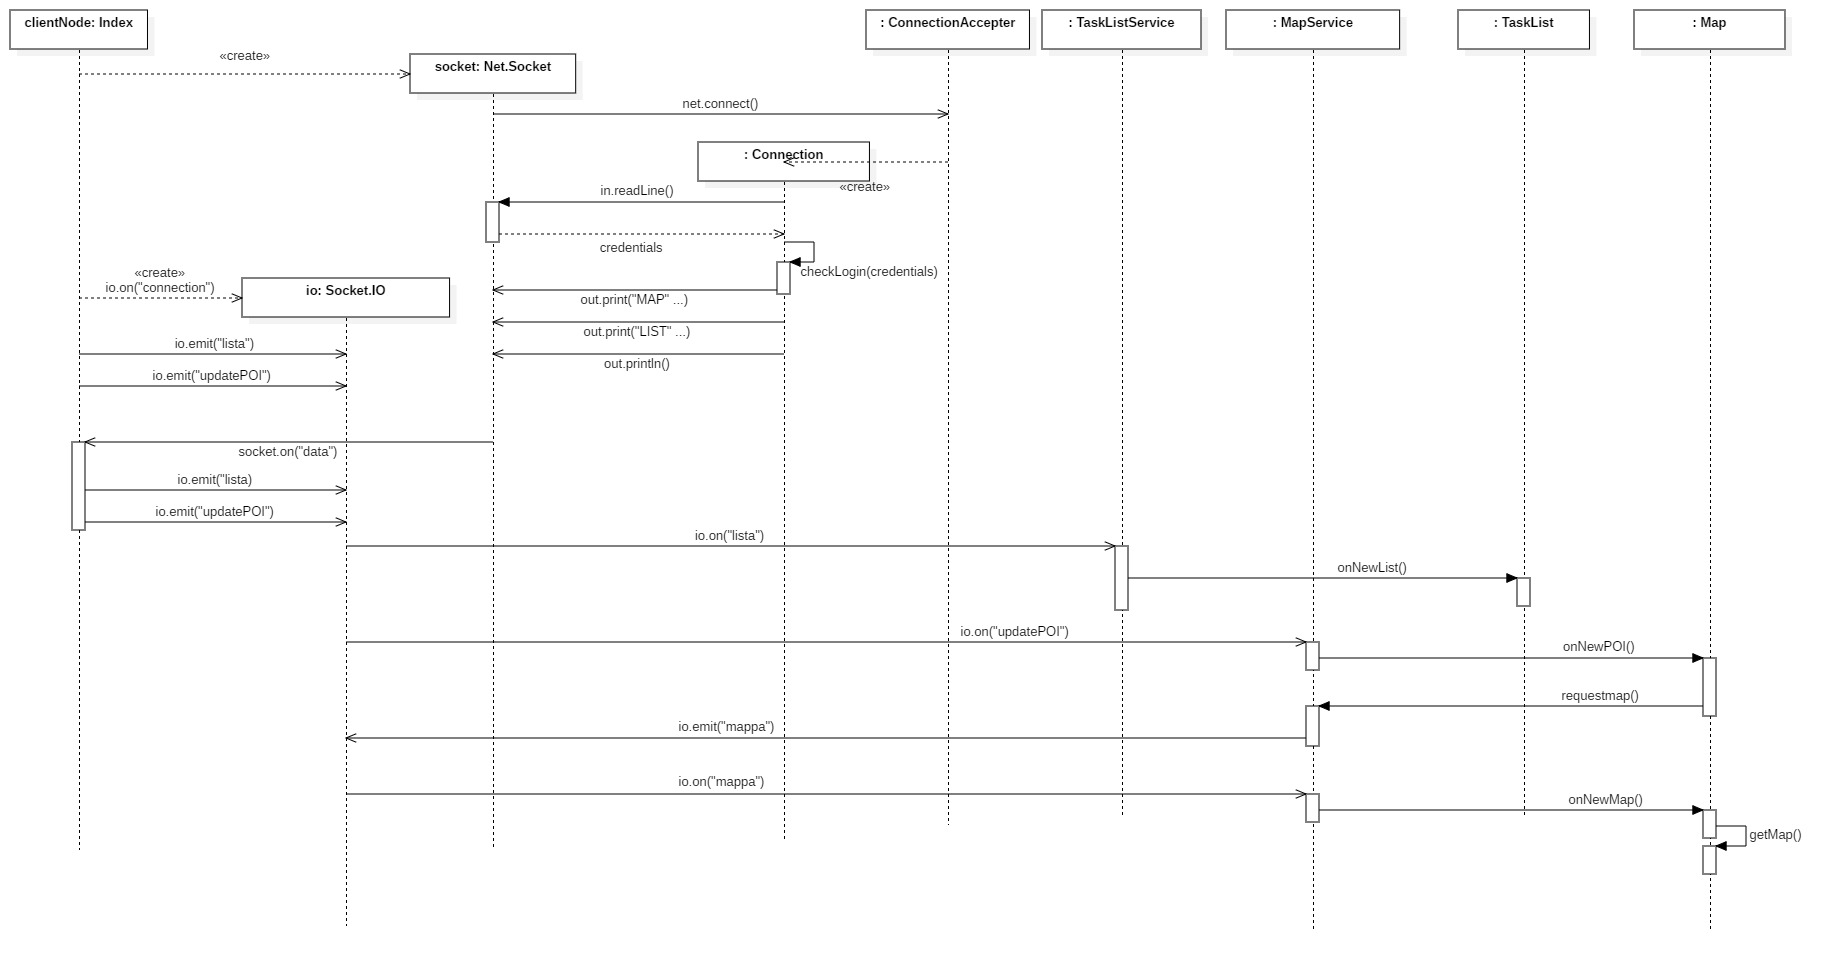 clientNode: Index
: ConnectionAccepter
: TaskListService
: MapService
: TaskList
: Map
«create»
socket: Net.Socket
net.connect()
: Connection
«create»
in.readLine()
credentials
checkLogin(credentials)
«create»
io.on("connection")
io: Socket.IO
out.print("MAP" ...)
out.print("LIST" ...)
io.emit("lista")
out.println()
io.emit("updatePOI")
socket.on("data")
io.emit("lista)
io.emit("updatePOI")
io.on("lista")
onNewList()
io.on("updatePOI")
onNewPOI()
requestmap()
io.emit("mappa")
io.on("mappa")
onNewMap()
getMap()